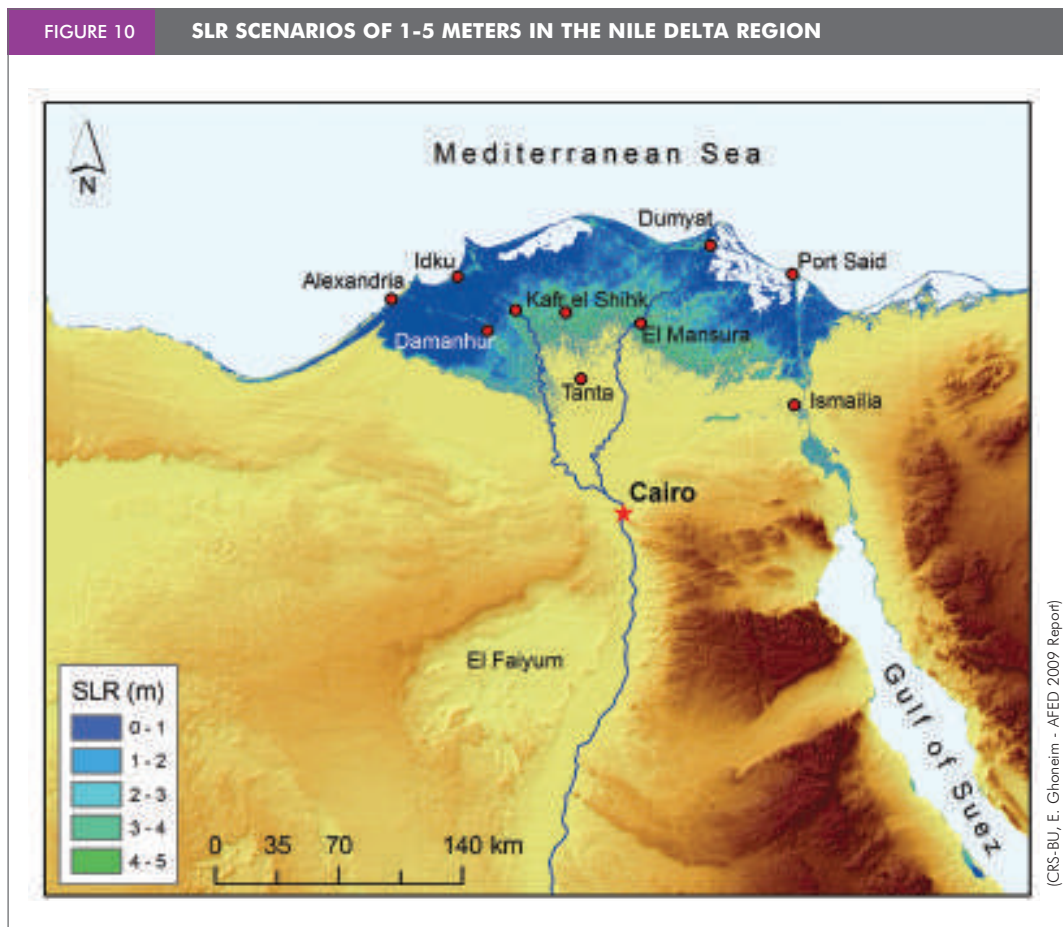 FIGURE 10
SLR SCENARIOS OF 1-5 METERS IN THE NILE DELTA REGION
N
Mediterranean Sea
Dumyat
Port Said
Idku
Alexandria
Kafr el Shihk
Damanhur
El Mansura
Tanta
Ismailia
Cairo
El Faiyum
Gulf of Suez
SLR (m)
0 - 1
1 - 2
2 - 3
3 - 4
4 - 5
0 35 70 140 km
(CRS-BU, E. Ghoneim - AFED 2009 Report)